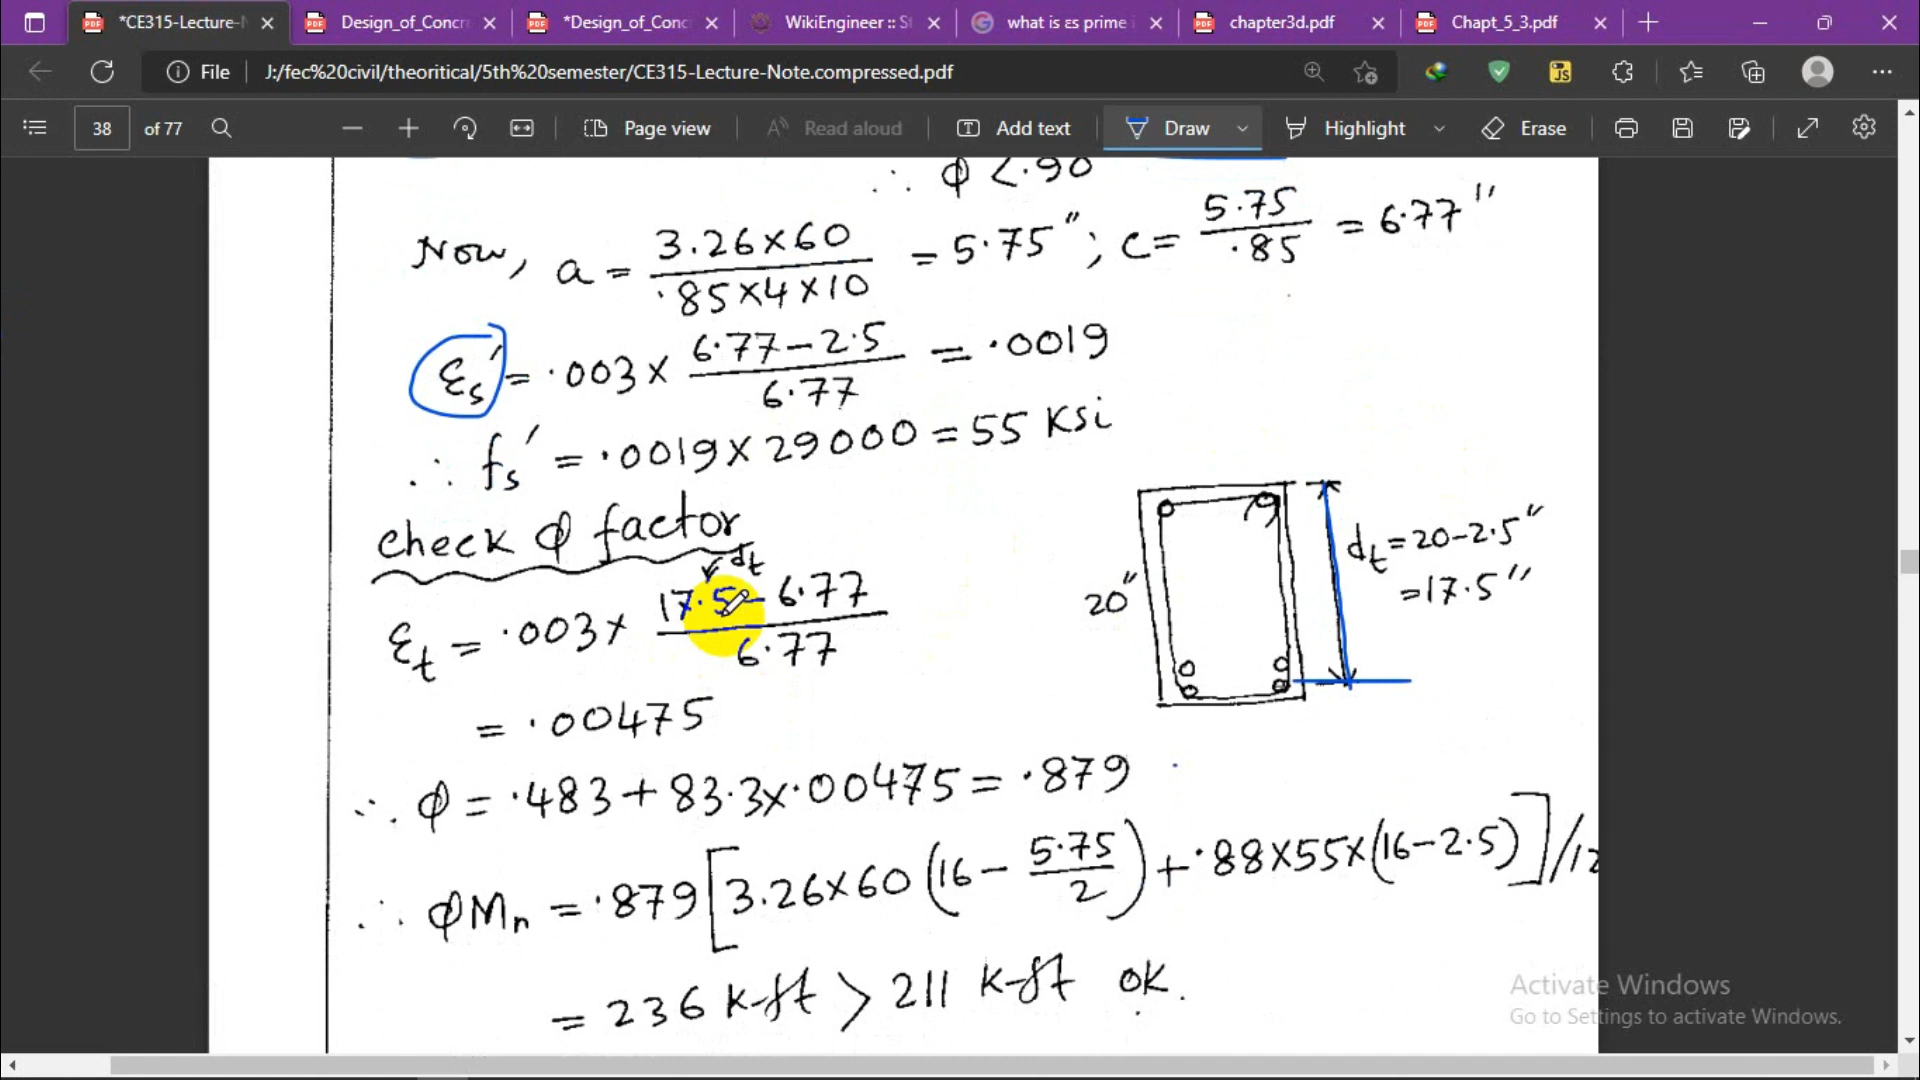 *CE315-Lecture-N
Design_of_Concre
*Design_of_Conc
WikiEngineer :: St
what is εs prime i
chapter3d.pdf
Chapt_5_3.pdf
File
J:/fec%20civil/theoritical/5th%20semester/CE315-Lecture-Note.compressed.pdf
38 of 77
Page view
Read aloud
Add text
Draw
Highlight
Erase
∴ φ <.90
Now, a = 3.26×60 / .85×4×10 = 5.75"; c = 5.75 / .85 = 6.77"
εs' = .003 × 6.77-2.5 / 6.77 = .0019
∴ fs' = .0019×29000 = 55 ksi
check φ factor
dt
εt = .003× 17.5-6.77 / 6.77
= .00475
20"
dt = 20-2.5"
= 17.5"
∴ φ = .483+83.3×.00475 = .879
∴ φMn = .879[3.26×60(16 - 5.75/2) + .88×55×(16-2.5)]/12
= 236 k-ft > 211 k-ft ok.
Activate Windows
Go to Settings to activate Windows.